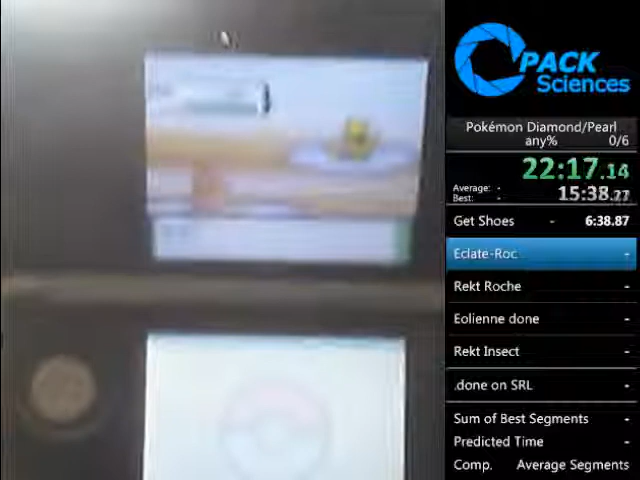 PACK
Sciences
Pokémon Diamond/Pearl
any% 0/6
22:17.14
Average: - 15:38.27
Best: -
Get Shoes - 6:38.87
Eclate-Roc -
Rekt Roche -
Eolienne done -
Rekt Insect -
.done on SRL -
Sum of Best Segments -
Predicted Time -
Comp. Average Segments